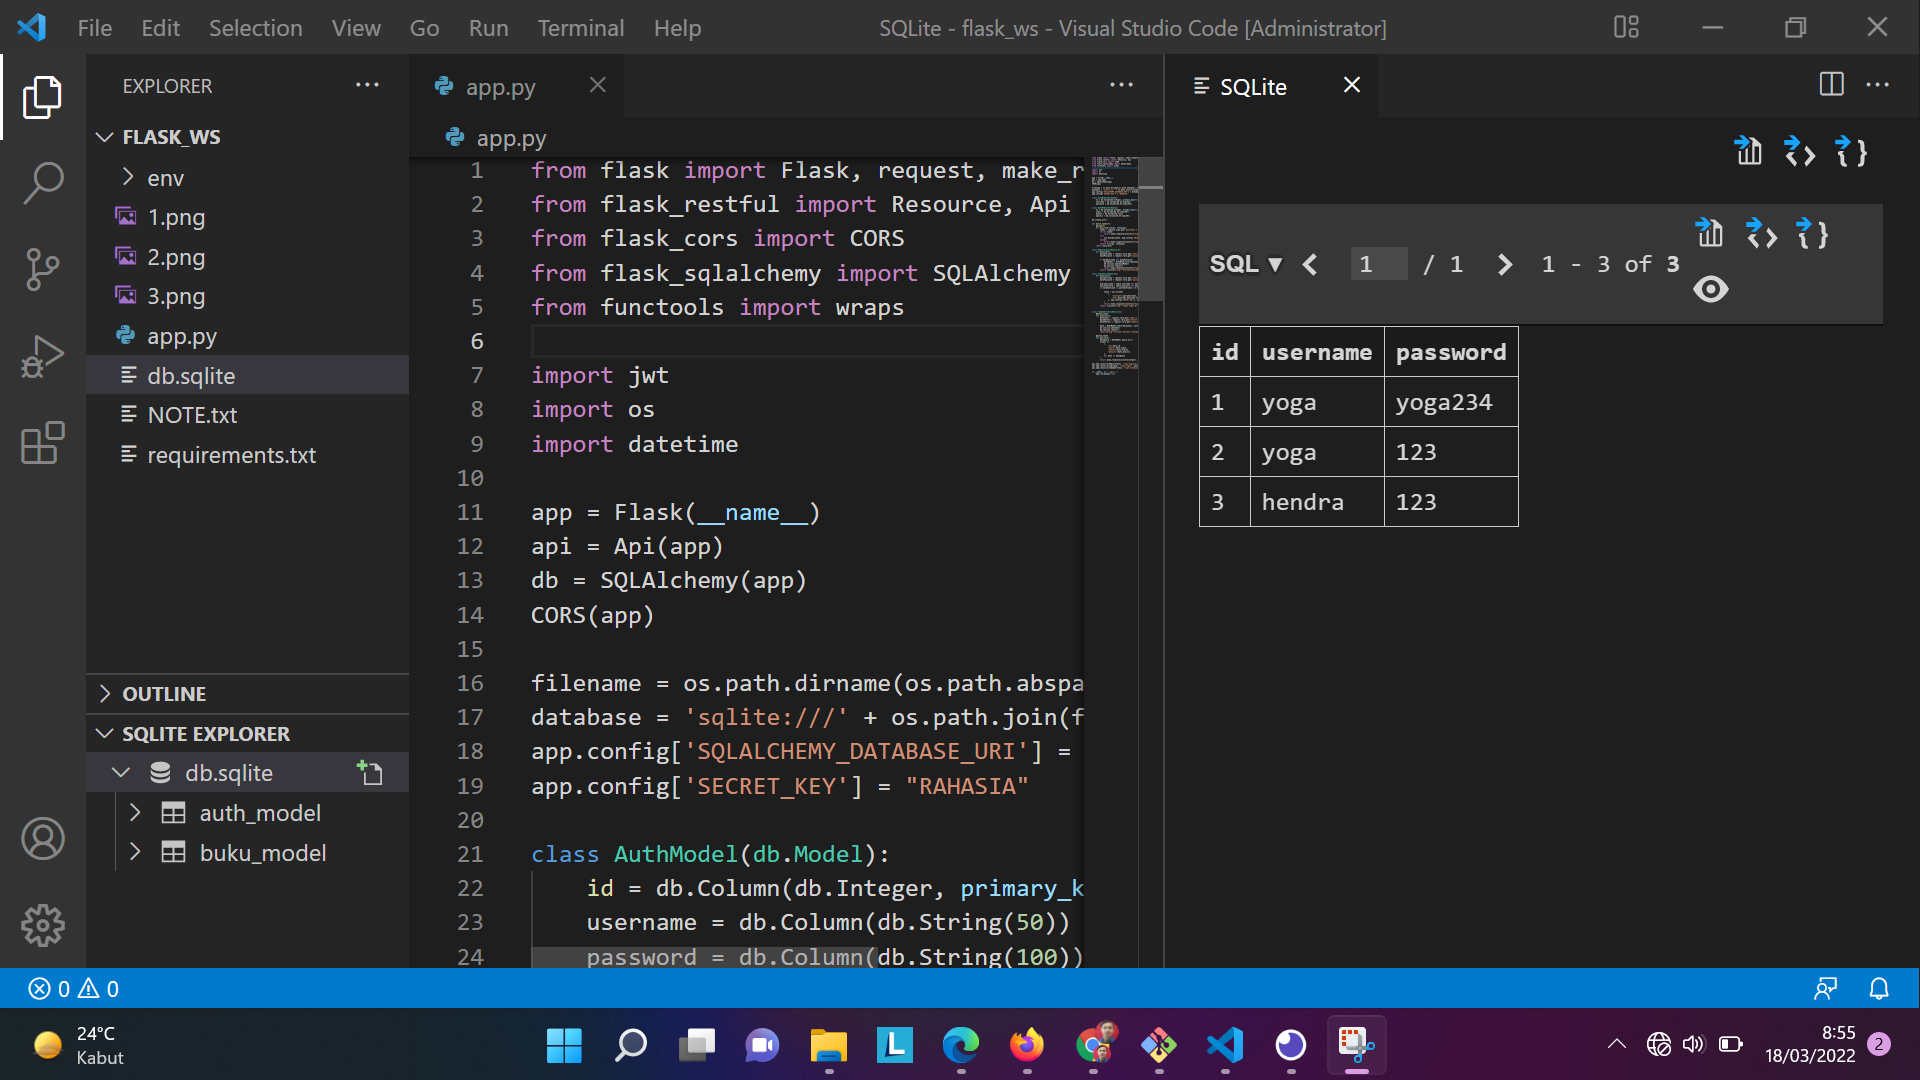 File Edit Selection View Go Run Terminal Help SQLite - flask_ws - Visual Studio Code [Administrator]
EXPLORER
FLASK_WS
env
1.png
2.png
3.png
app.py
db.sqlite
NOTE.txt
requirements.txt
OUTLINE
SQLITE EXPLORER
db.sqlite
auth_model
buku_model
app.py
app.py
1 from flask import Flask, request, make_r
2 from flask_restful import Resource, Api
3 from flask_cors import CORS
4 from flask_sqlalchemy import SQLAlchemy
5 from functools import wraps
6
7 import jwt
8 import os
9 import datetime
10
11 app = Flask(__name__)
12 api = Api(app)
13 db = SQLAlchemy(app)
14 CORS(app)
15
16 filename = os.path.dirname(os.path.abspa
17 database = 'sqlite:///' + os.path.join(f
18 app.config['SQLALCHEMY_DATABASE_URI'] =
19 app.config['SECRET_KEY'] = "RAHASIA"
20
21 class AuthModel(db.Model):
22 id = db.Column(db.Integer, primary_k
23 username = db.Column(db.String(50))
24 password = db.Column(db.String(100))
SQLite
SQL ▼ 1 / 1 1 - 3 of 3
id username password
1 yoga yoga234
2 yoga 123
3 hendra 123
0 0
24°C
Kabut
L
8:55
18/03/2022
2